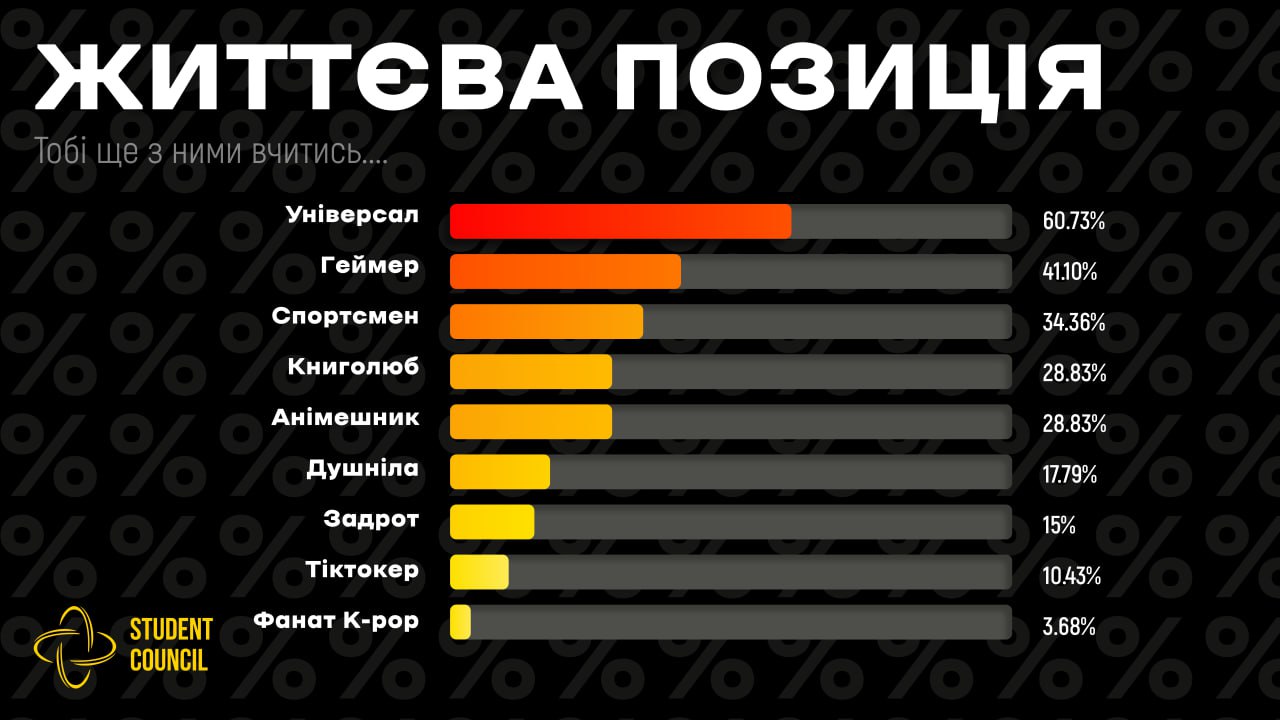 ЖИТТЄВА ПОЗИЦІЯ
Тобі ще з ними вчитись....
Універсал 60.73%
Геймер 41.10%
Спортсмен 34.36%
Книголюб 28.83%
Анімешник 28.83%
Душніла 17.79%
Задрот 15%
Тіктокер 10.43%
Фанат K-pop 3.68%
STUDENT
COUNCIL